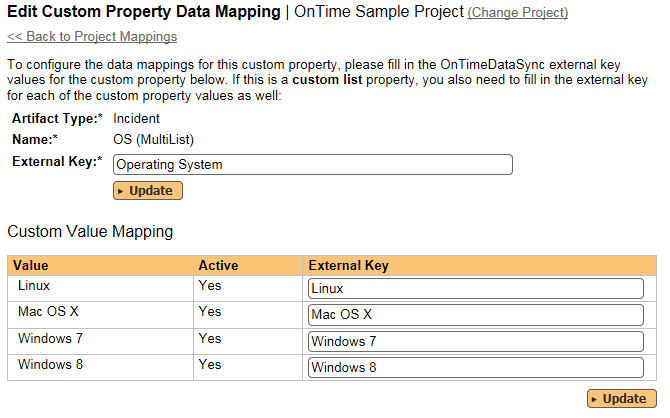 Edit Custom Property Data Mapping | OnTime Sample Project (Change Project)
<< Back to Project Mappings
To configure the data mappings for this custom property, please fill in the OnTimeDataSync external key
values for the custom property below. If this is a custom list property, you also need to fill in the external key
for each of the custom property values as well:
Artifact Type:* Incident
Name:* OS (MultiList)
External Key:* Operating System
Update
Custom Value Mapping
Value Active External Key
Linux Yes Linux
Mac OS X Yes Mac OS X
Windows 7 Yes Windows 7
Windows 8 Yes Windows 8
Update